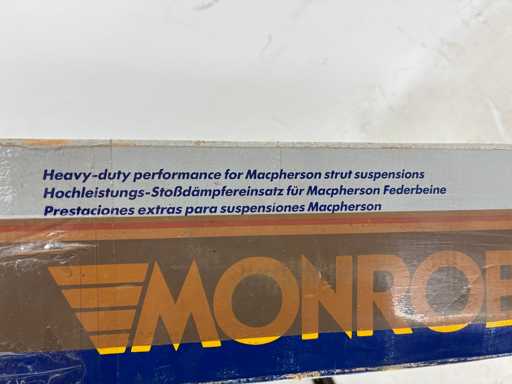 Heavy-duty performance for Macpherson strut suspensions
Hochleistungs-Stoßdämpfereinsatz für Macpherson Federbeine
Prestaciones extras para suspensiones Macpherson
MONROE